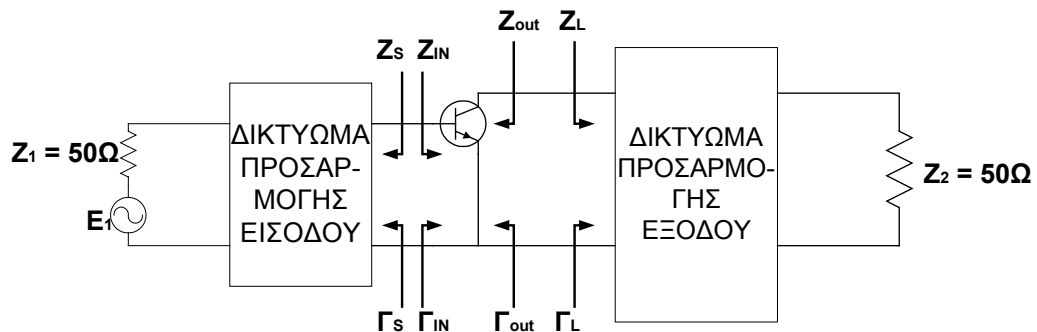 Zout
ZL
ZS
ZIN
Z1 = 50Ω
E1
ΔΙΚΤΥΩΜΑ
ΠΡΟΣΑΡ-
ΜΟΓΗΣ
ΕΙΣΟΔΟΥ
ΔΙΚΤΥΩΜΑ
ΠΡΟΣΑΡΜΟ-
ΓΗΣ
ΕΞΟΔΟΥ
Z2 = 50Ω
ΓS
ΓIN
Γout
ΓL